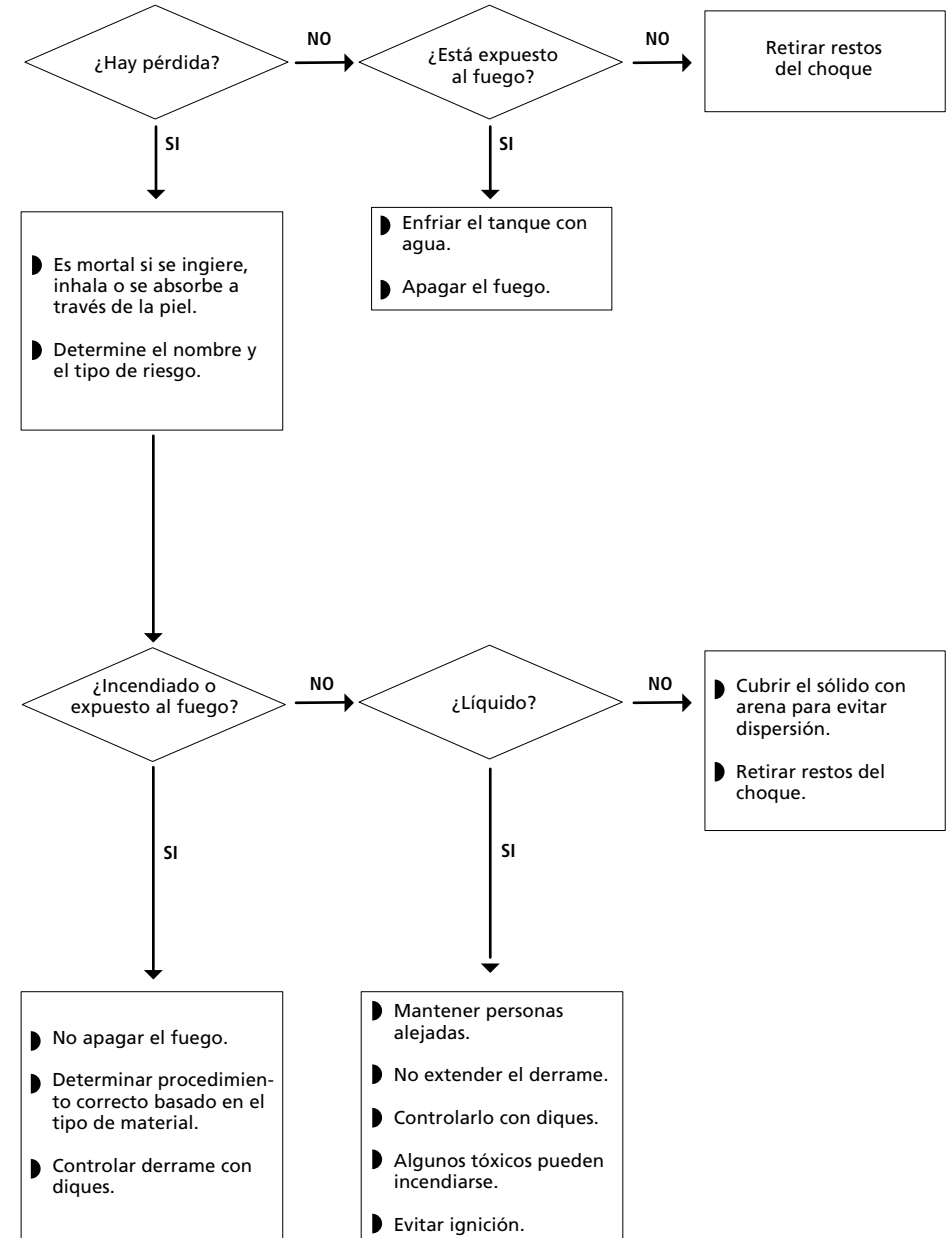 ¿Hay pérdida?
NO
¿Está expuesto
al fuego?
NO
Retirar restos
del choque
SI
SI
Es mortal si se ingiere,
inhala o se absorbe a
través de la piel.
Determine el nombre y
el tipo de riesgo.
Enfriar el tanque con
agua.
Apagar el fuego.
¿Incendiado o
expuesto al fuego?
NO
¿Líquido?
NO
Cubrir el sólido con
arena para evitar
dispersión.
Retirar restos del
choque.
SI
SI
No apagar el fuego.
Determinar procedimien-
to correcto basado en el
tipo de material.
Controlar derrame con
diques.
Mantener personas
alejadas.
No extender el derrame.
Controlarlo con diques.
Algunos tóxicos pueden
incendiarse.
Evitar ignición.